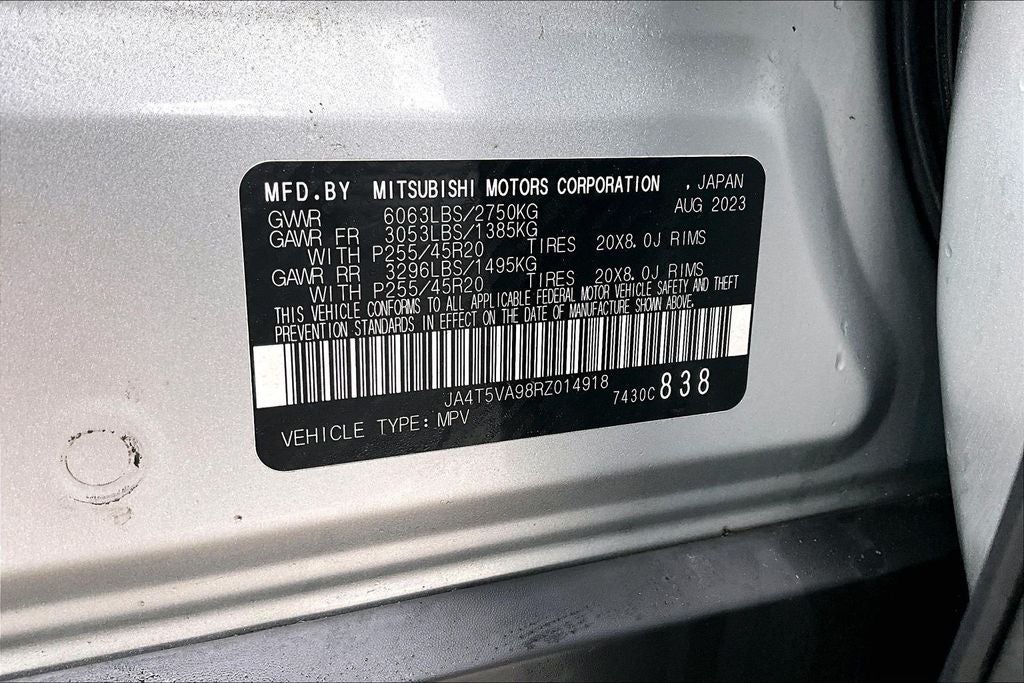 MFD.BY MITSUBISHI MOTORS CORPORATION , JAPAN
GVWR 6063LBS/2750KG AUG 2023
GAWR FR 3053LBS/1385KG
WITH P255/45R20 TIRES 20X8.0J RIMS
GAWR RR 3296LBS/1495KG
WITH P255/45R20 TIRES 20X8.0J RIMS
THIS VEHICLE CONFORMS TO ALL APPLICABLE FEDERAL MOTOR VEHICLE SAFETY AND THEFT
PREVENTION STANDARDS IN EFFECT ON THE DATE OF MANUFACTURE SHOWN ABOVE.
JA4T5VA98RZ014918 7430C 838
VEHICLE TYPE: MPV